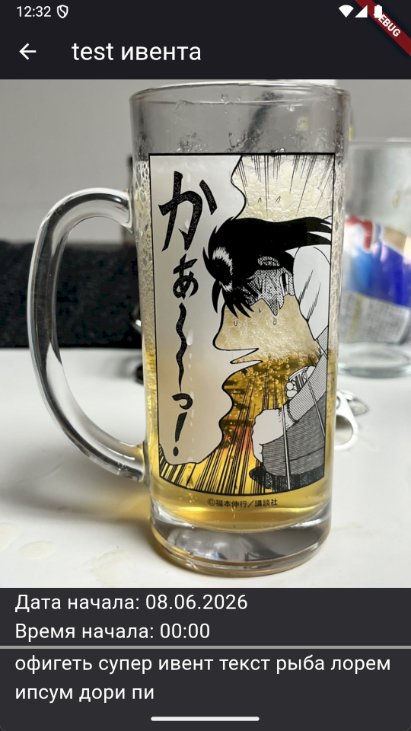 12:32
DEBUG
test ивента
かぁ〜〜っ!
©福本伸行/講談社
Дата начала: 08.06.2026
Время начала: 00:00
офигеть супер ивент текст рыба лорем
ипсум дори пи